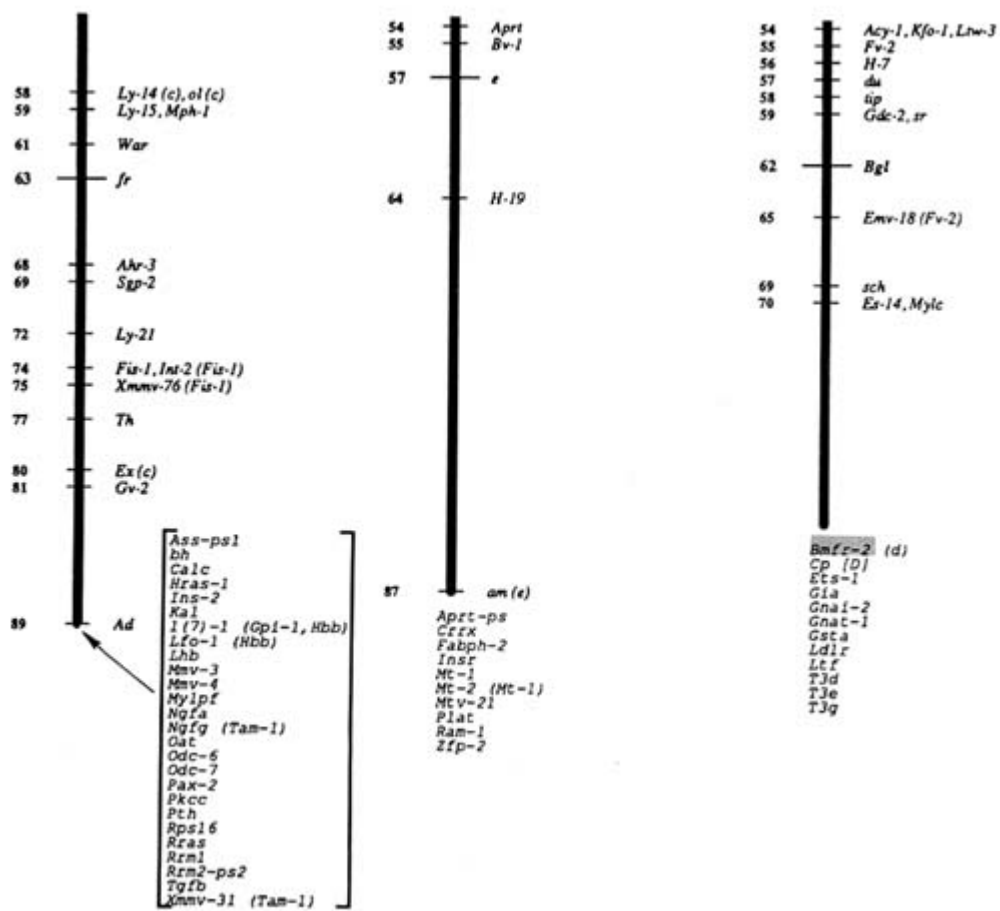 58 Ly-14 (c), ol (c)
59 Ly-15, Mph-1
61 War
63 fr
68 Ahr-3
69 Sgp-2
72 Ly-21
74 Fis-1, Int-2 (Fis-1)
75 Xmmv-76 (Fis-1)
77 Th
80 Ex (c)
81 Gv-2
89 Ad
Ass-ps1
bh
Calc
Hras-1
Ins-2
Kal
l(7)-1 (Gpi-1, Hbb)
Lfo-1 (Hbb)
Lhb
Mmv-3
Mmv-4
Mylpf
Ngfa
Ngfg (Tam-1)
Oat
Odc-6
Odc-7
Pax-2
Pkcc
Pth
Rps16
Rras
Rrm1
Rrm2-ps2
Tgfb
Xmmv-31 (Tam-1)
54 Aprt
55 Bv-1
57 e
64 H-19
87 am (e)
Aprt-ps
Crrx
Fabph-2
Insr
Mt-1
Mt-2 (Mt-1)
Mtv-21
Plat
Ram-1
Zfp-2
54 Acy-1, Kfo-1, Ltw-3
55 Fv-2
56 H-7
57 du
58 tip
59 Gdc-2, sr
62 Bgl
65 Emv-18 (Fv-2)
69 sch
70 Es-14, Mylc
Bmfr-2 (d)
Cp (D)
Ets-1
Gia
Gnai-2
Gnat-1
Gsta
Ldlr
Ltf
T3d
T3e
T3g